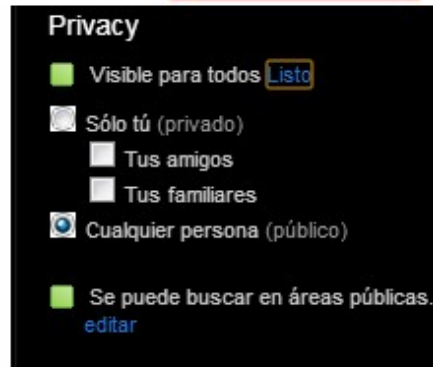 Privacy
Visible para todos Listo
Sólo tú (privado)
Tus amigos
Tus familiares
Cualquier persona (público)
Se puede buscar en áreas públicas.
editar